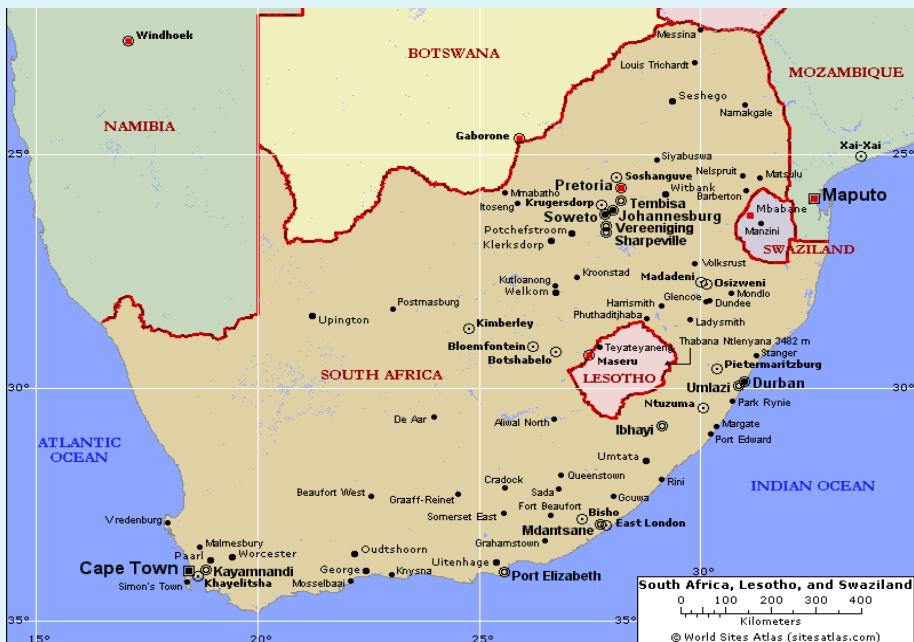 Messina
Windhoek
BOTSWANA
Louis Trichardt
MOZAMBIQUE
Seshego
Namakgale
NAMIBIA
Gaborone
Xai-Xai
25°
25°
Siyabuswa
Soshanguve
Nelspruit
Matsulu
Pretoria
Witbank
Mmabatho
Barberton
Maputo
Krugersdorp
Tembisa
Itoseng
Mbabane
Soweto
Johannesburg
Vereeniging
Manzini
Potchefstroom
Sharpeville
Klerksdorp
SWAZILAND
Volksrust
Kroonstad
Madadeni
Kutloanong
Osizweni
Welkom
Mondlo
Postmasburg
Harrismith
Glencoe
Dundee
Upington
Phuthaditjhaba
Kimberley
Ladysmith
Thabana Ntlenyana 3482 m
Bloemfontein
Teyateyaneng
Stanger
Botshabelo
Maseru
Pietermaritzburg
SOUTH AFRICA
LESOTHO
Durban
30°
Umlazi
30°
Ntuzuma
Park Rynie
De Aar
Aliwal North
Margate
Ibhayi
Port Edward
ATLANTIC
OCEAN
Umtata
Cradock
Queenstown
Rini
INDIAN OCEAN
Beaufort West
Graaff-Reinet
Sada
Gcuwa
Somerset East
Fort Beaufort
Bisho
Vredenburg
Mdantsane
East London
Malmesbury
Grahamstown
Paarl
Worcester
Oudtshoorn
Uitenhage
Cape Town
Kayamnandi
George
Knysna
Port Elizabeth
30°
Khayelitsha
Simon's Town
Mosselbaai
South Africa, Lesotho, and Swaziland
0 50 100 200 300 400
Kilometers
35°
15°
20°
25°
© World Sites Atlas (sitesatlas.com)